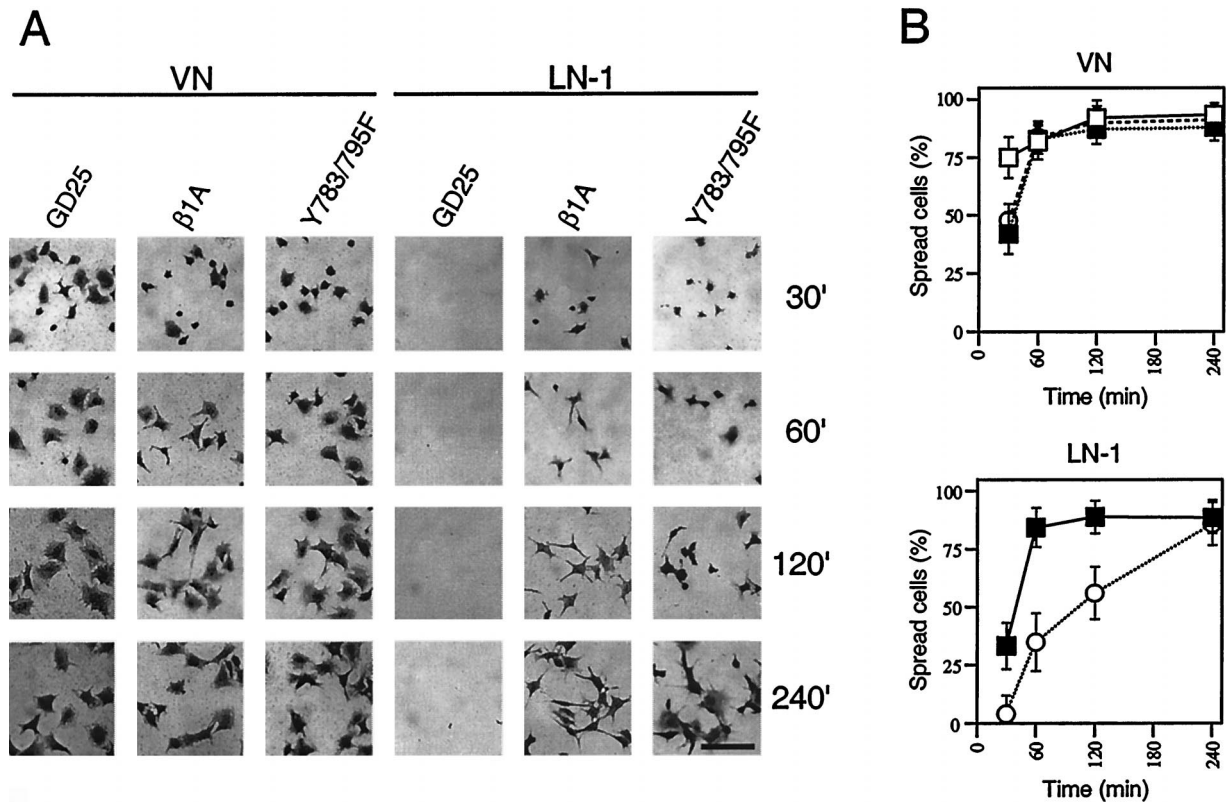 A
VN
LN-1
GD25
β1A
Y783/795F
GD25
β1A
Y783/795F
30'
60'
120'
240'
B
VN
Spread cells (%)
100
75
50
25
0
0
60
120
180
240
Time (min)
LN-1
Spread cells (%)
100
75
50
25
0
0
60
120
180
240
Time (min)